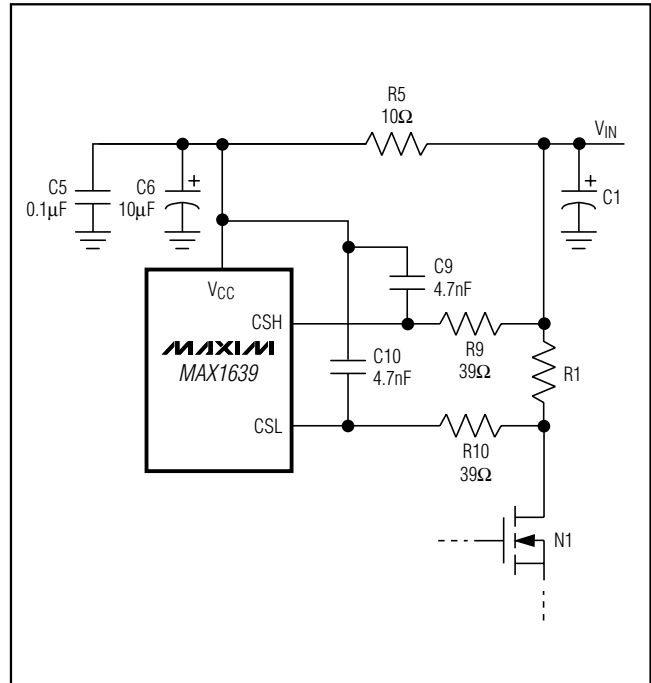 R5
10Ω
VIN
C5
0.1µF
C6
10µF
+
+
C1
C9
4.7nF
VCC
CSH
MAXIM
MAX1639
R9
39Ω
C10
4.7nF
R1
CSL
R10
39Ω
N1